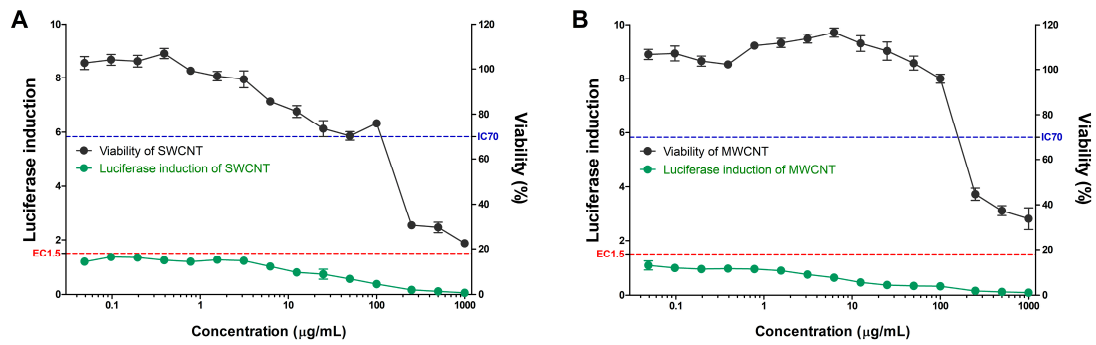 A
Luciferase induction
10
8
6
4
2
0
EC1.5
120
100
80
60
40
20
0
IC70
Viability (%)
Viability of SWCNT
Luciferase induction of SWCNT
0.1 1 10 100 1000
Concentration (μg/mL)
B
Luciferase induction
10
8
6
4
2
0
EC1.5
120
100
80
60
40
20
0
IC70
Viability (%)
Viability of MWCNT
Luciferase induction of MWCNT
0.1 1 10 100 1000
Concentration (μg/mL)